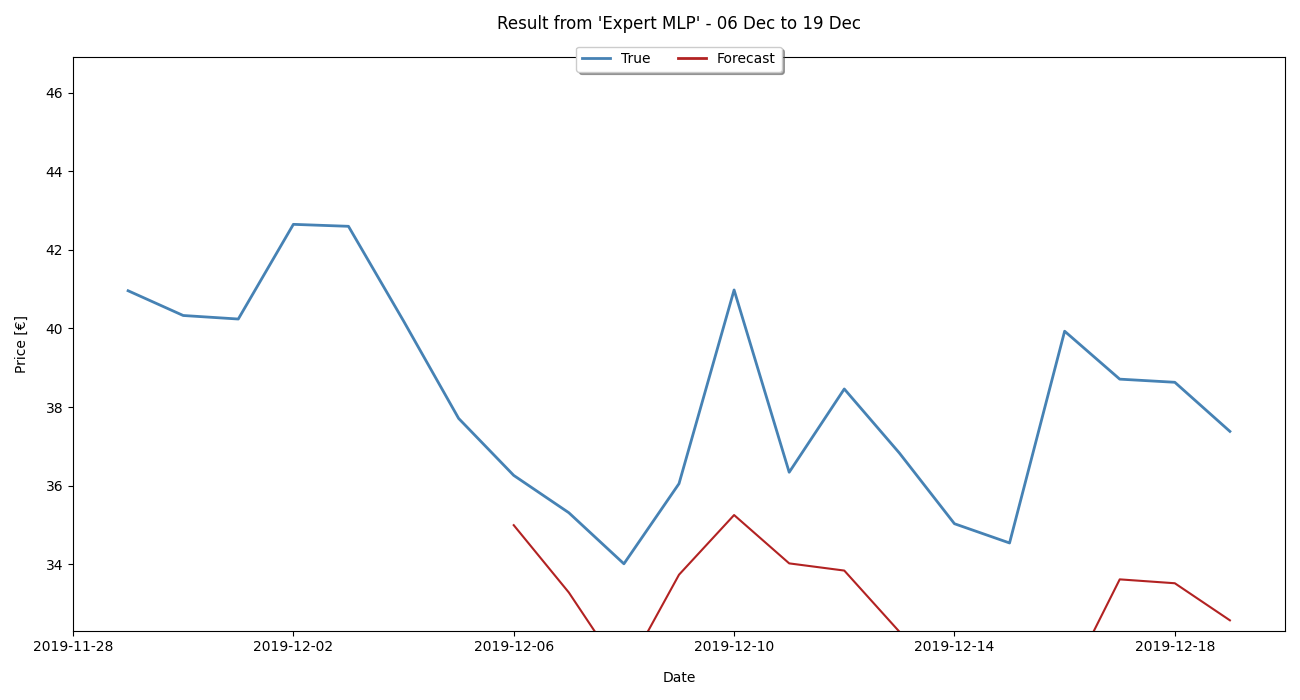 Result from 'Expert MLP' - 06 Dec to 19 Dec
True Forecast
46
44
42
40
38
36
34
Price [€]
2019-11-28 2019-12-02 2019-12-06 2019-12-10 2019-12-14 2019-12-18
Date